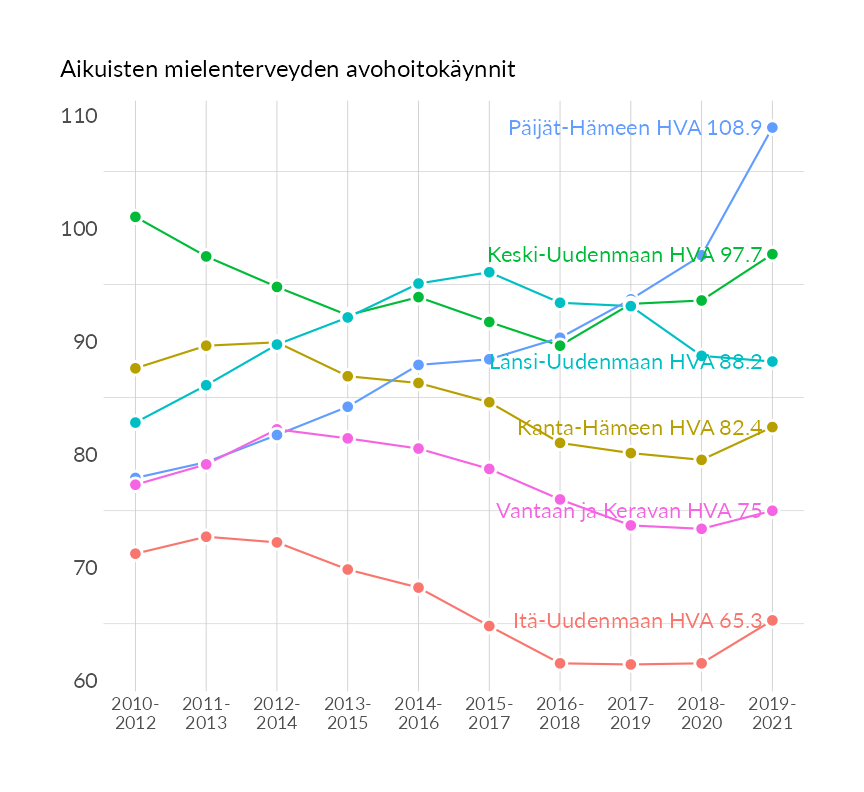 Aikuisten mielenterveyden avohoitokäynnit
110
Päijät-Hämeen HVA 108.9
100
Keski-Uudenmaan HVA 97.7
90
Länsi-Uudenmaan HVA 88.2
Kanta-Hämeen HVA 82.4
80
Vantaan ja Keravan HVA 75
70
Itä-Uudenmaan HVA 65.3
60
2010- 2011- 2012- 2013- 2014- 2015- 2016- 2017- 2018- 2019-
2012 2013 2014 2015 2016 2017 2018 2019 2020 2021